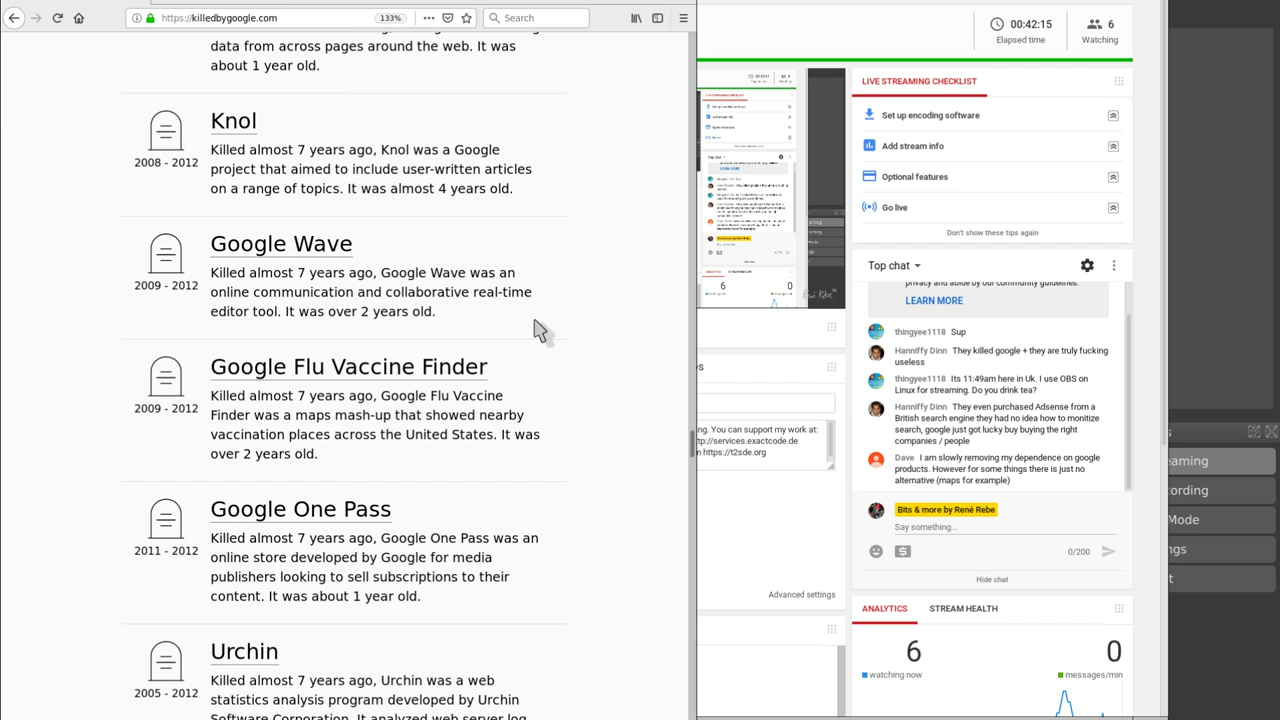 https://killedbygoogle.com
133%
Search
data from across pages around the web. It was
about 1 year old.
Knol
2008 - 2012
Killed almost 7 years ago, Knol was a Google
project that aimed to include user-written articles
on a range of topics. It was almost 4 years old.
Google Wave
2009 - 2012
Killed almost 7 years ago, Google Wave was an
online communication and collaborative real-time
editor tool. It was over 2 years old.
Google Flu Vaccine Finder
2009 - 2012
Killed almost 7 years ago, Google Flu Vaccine
Finder was a maps mash-up that showed nearby
vaccination places across the United States. It was
over 2 years old.
Google One Pass
2011 - 2012
Killed almost 7 years ago, Google One Pass was an
online store developed by Google for media
publishers looking to sell subscriptions to their
content. It was about 1 year old.
Urchin
2005 - 2012
Killed almost 7 years ago, Urchin was a web
statistics analysis program developed by Urchin
Software Corporation. It analyzed web server log
00:42:15
Elapsed time
6
Watching
LIVE STREAMING CHECKLIST
Set up encoding software
Add stream info
Optional features
Go live
Don't show these tips again
Top chat
privacy and abide by our community guidelines.
LEARN MORE
thingyee1118 Sup
Hanniffy Dinn They killed google + they are truly fucking
useless
thingyee1118 Its 11:49am here in Uk. I use OBS on
Linux for streaming. Do you drink tea?
Hanniffy Dinn They even purchased Adsense from a
British search engine they had no idea how to monitize
search, google just got lucky buy buying the right
companies / people
Dave I am slowly removing my dependence on google
products. However for some things there is just no
alternative (maps for example)
Bits & more by René Rebe
Say something...
0/200
Hide chat
ANALYTICS
STREAM HEALTH
6
watching now
0
messages/min
os
ng. You can support my work at:
ttp://services.exactcode.de
n https://t2sde.org
Advanced settings
s
eaming
ording
Mode
ngs
t